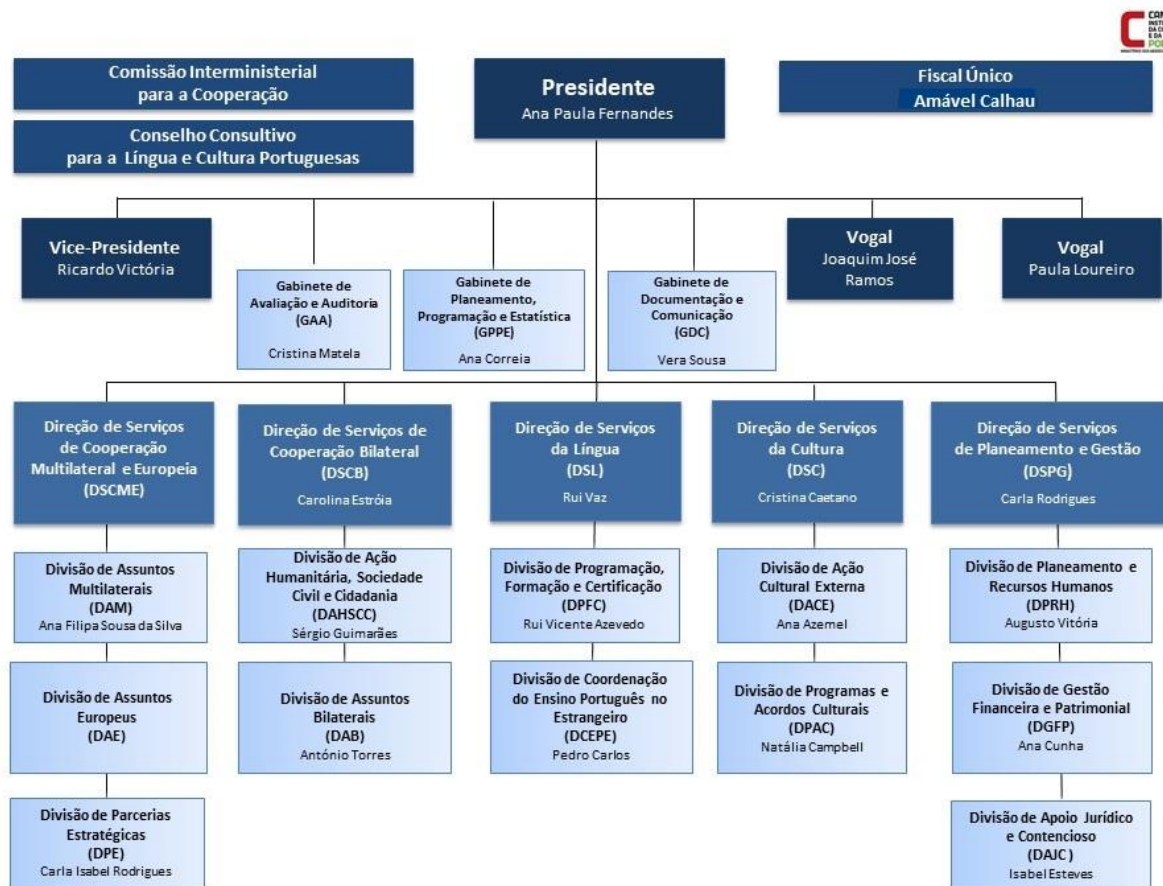 Comissão Interministerial
para a Cooperação
Conselho Consultivo
para a Língua e Cultura Portuguesas
Presidente
Ana Paula Fernandes
Fiscal Único
Amável Calhau
Vice-Presidente
Ricardo Victória
Gabinete de
Avaliação e Auditoria
(GAA)
Cristina Matela
Gabinete de
Planeamento,
Programação e Estatística
(GPPE)
Ana Correia
Gabinete de
Documentação e
Comunicação
(GDC)
Vera Sousa
Vogal
Joaquim José
Ramos
Vogal
Paula Loureiro
Direção de Serviços
de Cooperação
Multilateral e Europeia
(DSCME)
Direção de Serviços de
Cooperação Bilateral
(DSCB)
Carolina Estróia
Direção de Serviços
da Língua
(DSL)
Rui Vaz
Direção de Serviços
da Cultura
(DSC)
Cristina Caetano
Direção de Serviços
de Planeamento e Gestão
(DSPG)
Carla Rodrigues
Divisão de Assuntos
Multilaterais
(DAM)
Ana Filipa Sousa da Silva
Divisão de Ação
Humanitária, Sociedade
Civil e Cidadania
(DAHSCC)
Sérgio Guimarães
Divisão de Programação,
Formação e Certificação
(DPFC)
Rui Vicente Azevedo
Divisão de Ação
Cultural Externa
(DACE)
Ana Azemel
Divisão de Planeamento e
Recursos Humanos
(DPRH)
Augusto Vitória
Divisão de Assuntos
Europeus
(DAE)
Divisão de Assuntos
Bilaterais
(DAB)
António Torres
Divisão de Coordenação
do Ensino Português no
Estrangeiro
(DCEPE)
Pedro Carlos
Divisão de Programas e
Acordos Culturais
(DPAC)
Natália Campbell
Divisão de Gestão
Financeira e Patrimonial
(DGFP)
Ana Cunha
Divisão de Parcerias
Estratégicas
(DPE)
Carla Isabel Rodrigues
Divisão de Apoio Jurídico
e Contencioso
(DAJC )
Isabel Esteves